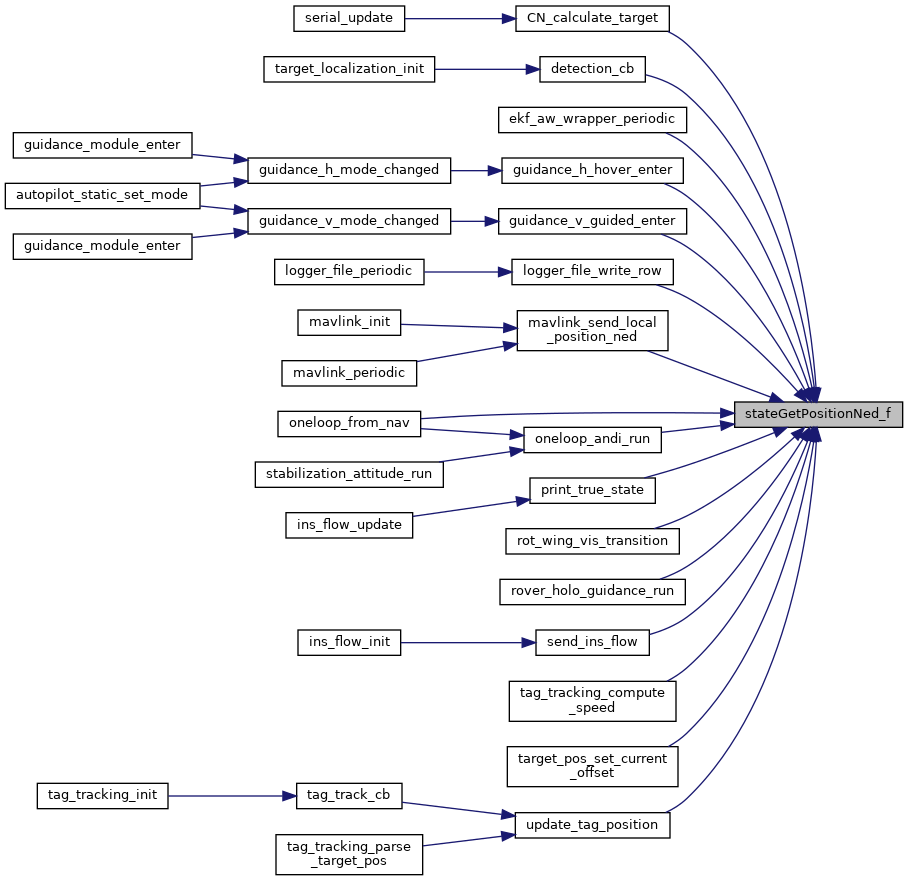 serial_update
CN_calculate_target
target_localization_init
detection_cb
ekf_aw_wrapper_periodic
guidance_module_enter
guidance_h_mode_changed
guidance_h_hover_enter
autopilot_static_set_mode
guidance_v_mode_changed
guidance_v_guided_enter
guidance_module_enter
logger_file_periodic
logger_file_write_row
mavlink_init
mavlink_send_local
_position_ned
mavlink_periodic
stateGetPositionNed_f
oneloop_from_nav
oneloop_andi_run
stabilization_attitude_run
print_true_state
ins_flow_update
rot_wing_vis_transition
rover_holo_guidance_run
ins_flow_init
send_ins_flow
tag_tracking_compute
_speed
target_pos_set_current
_offset
tag_tracking_init
tag_track_cb
update_tag_position
tag_tracking_parse
_target_pos